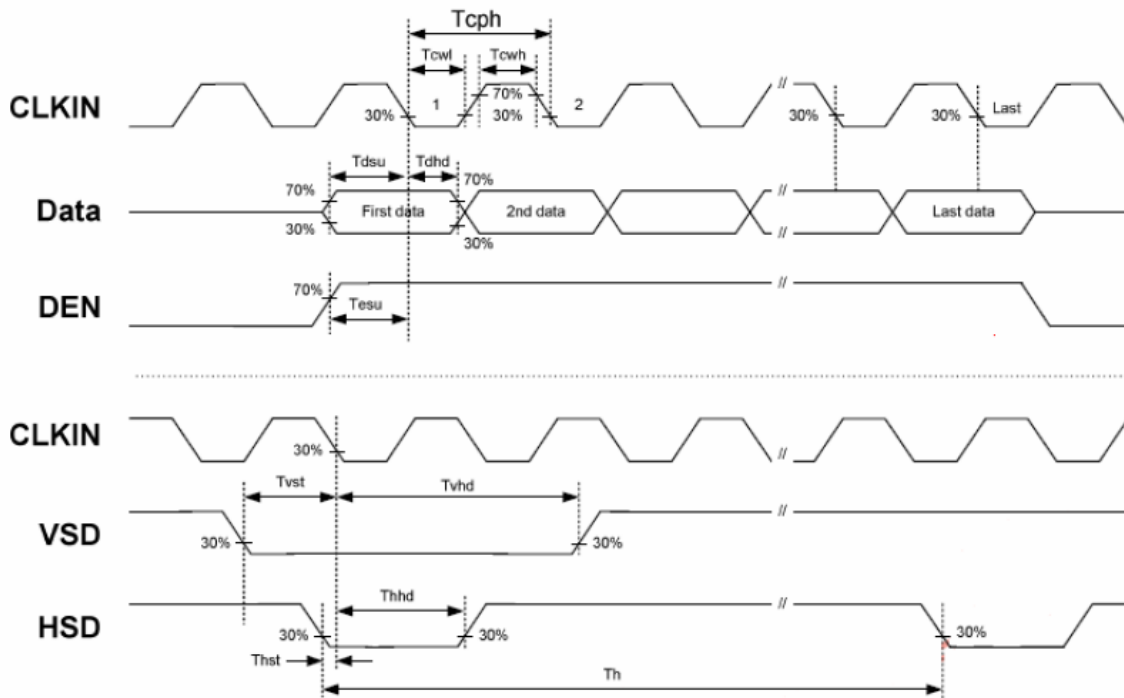 Tcph
Tcwl Tcwh
CLKIN 30% 1 70% 30% 2 // 30% 30% Last
Tdsu Tdhd
70% 70%
Data First data 2nd data // Last data
30% 30% //
70% //
DEN Tesu
CLKIN 30% //
Tvst Tvhd
VSD 30% 30% //
Thhd //
HSD 30% 30% 30%
Thst
Th